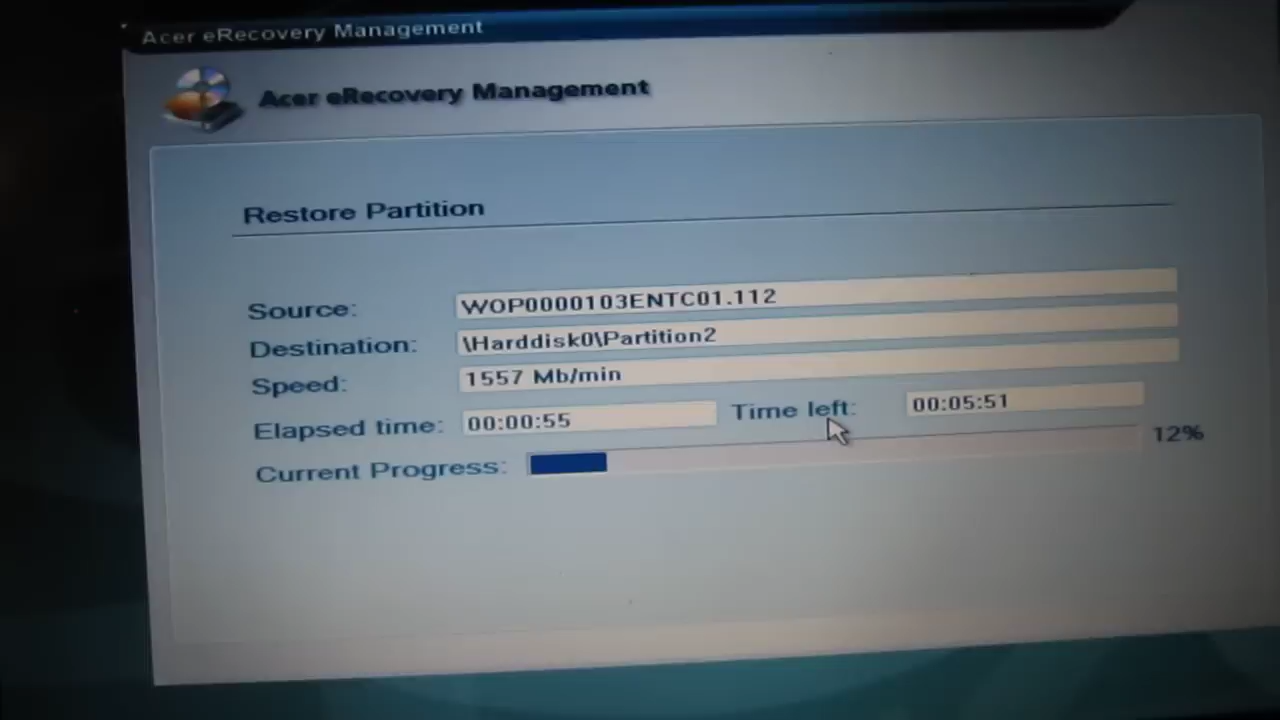 Acer eRecovery Management
Acer eRecovery Management
Restore Partition
Source: WOP0000103ENTC01.112
Destination: \Harddisk0\Partition2
Speed: 1557 Mb/min
Elapsed time: 00:00:55 Time left: 00:05:51
Current Progress: 12%